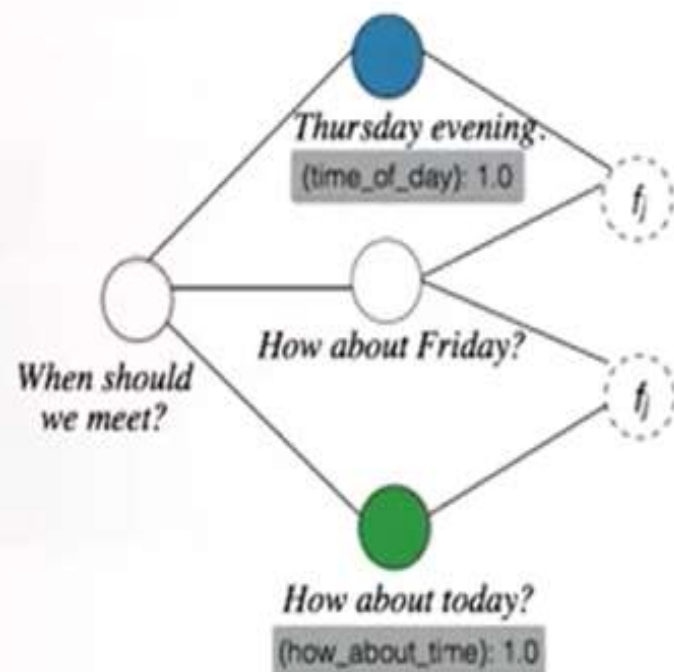 Thursday evening.
(time_of_day): 1.0
fj
How about Friday?
When should
we meet?
fj
How about today?
(how_about_time): 1.0